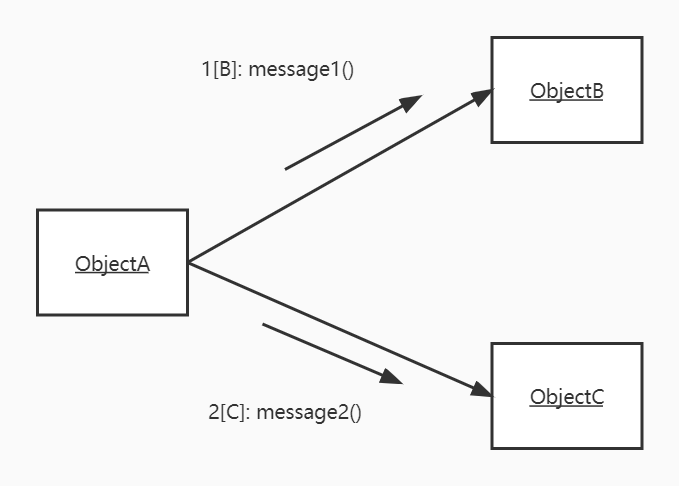 1[B]: message1()
ObjectB
ObjectA
ObjectC
2[C]: message2()